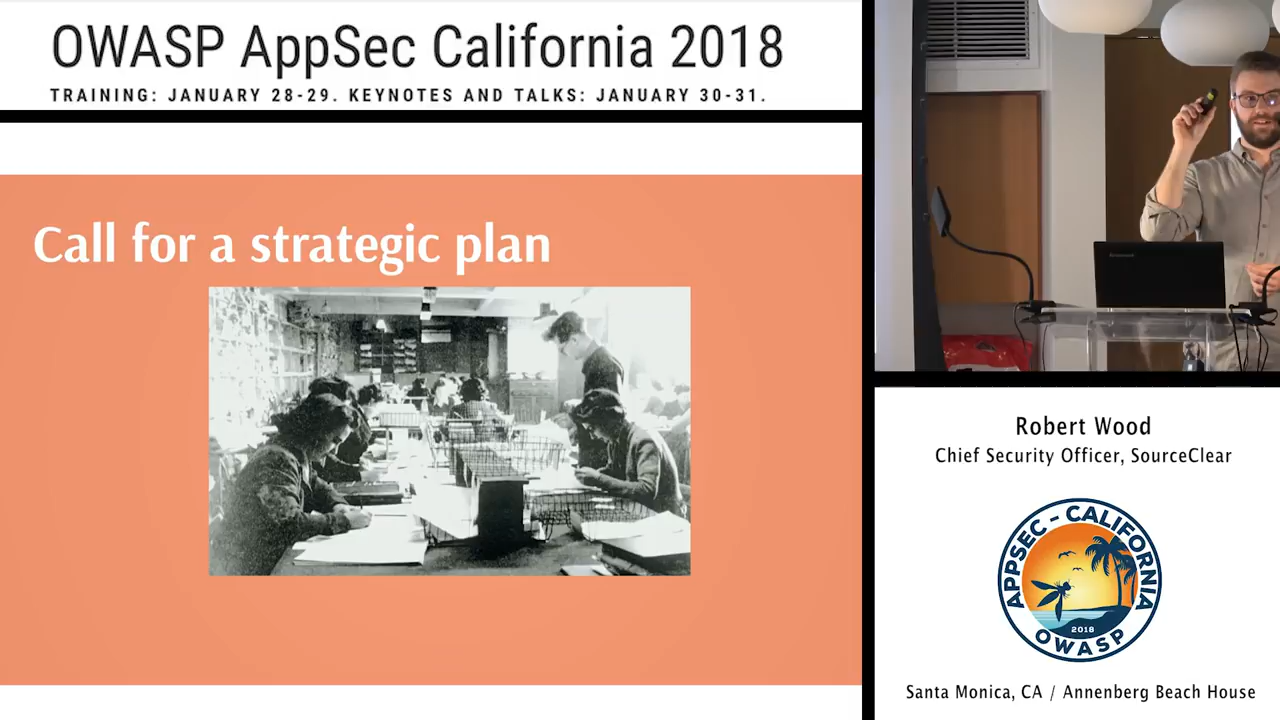 OWASP AppSec California 2018
TRAINING: JANUARY 28-29. KEYNOTES AND TALKS: JANUARY 30-31.
Call for a strategic plan
Robert Wood
Chief Security Officer, SourceClear
APPSEC - CALIFORNIA
2018
OWASP
Santa Monica, CA / Annenberg Beach House